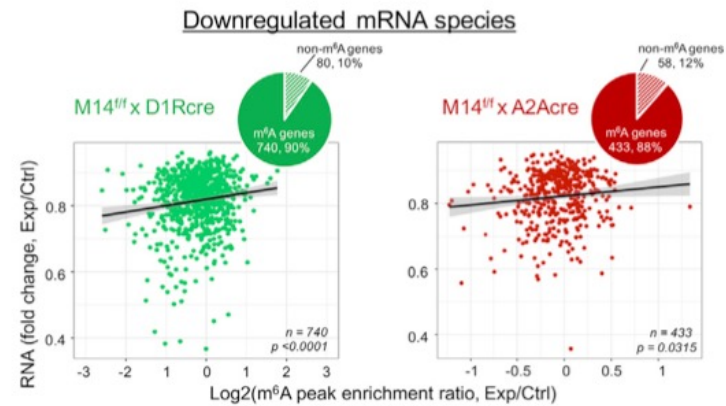 Downregulated mRNA species
non-m⁶A genes
80, 10%
M14ᶠ/ᶠ x D1Rcre
m⁶A genes
740, 90%
non-m⁶A genes
58, 12%
M14ᶠ/ᶠ x A2Acre
m⁶A genes
433, 88%
RNA (fold change, Exp/Ctrl)
0.8
0.6
0.4
n = 740
p <0.0001
-3 -2 -1 0 1 2 3
0.8
0.6
0.4
n = 433
p = 0.0315
-1 -0.5 0 0.5 1
Log2(m⁶A peak enrichment ratio, Exp/Ctrl)